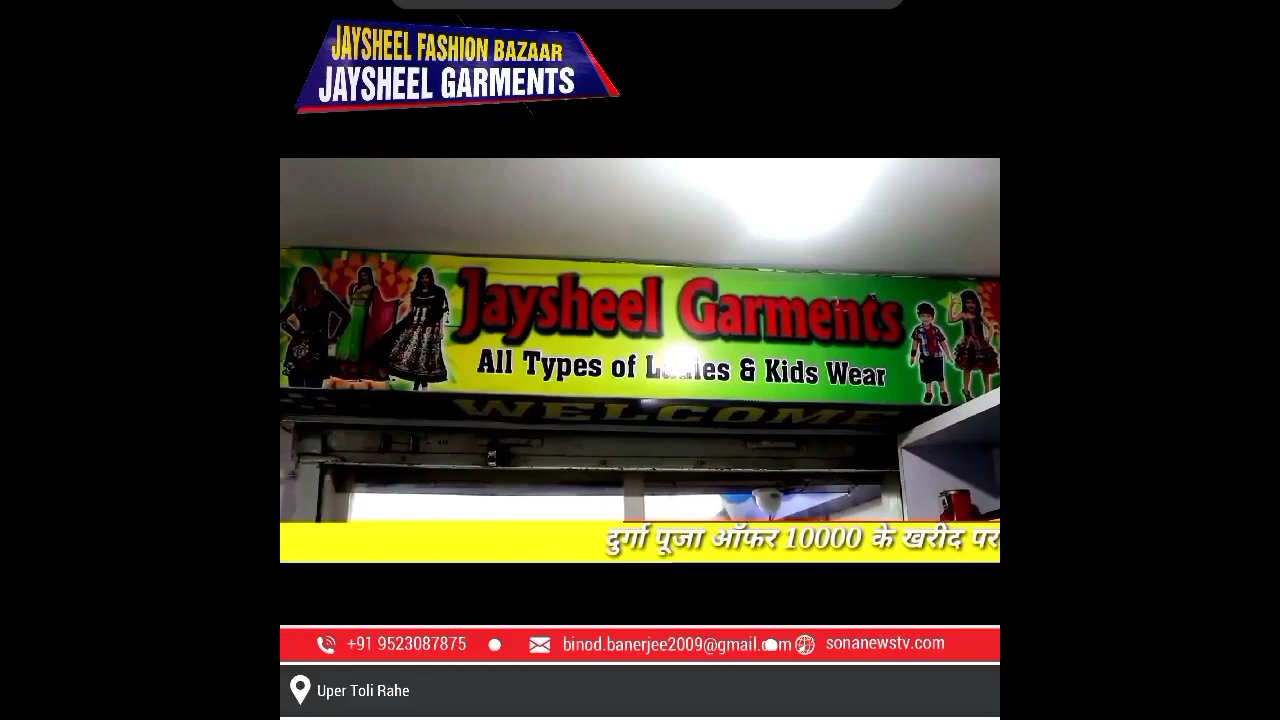 JAYSHEEL FASHION BAZAAR
JAYSHEEL GARMENTS
Jaysheel Garments
All Types of Ladies & Kids Wear
WELCOME
दुर्गा पूजा ऑफर 10000 के खरीद पर
+91 9523087875
binod.banerjee2009@gmail.com
sonanewstv.com
Uper Toli Rahe